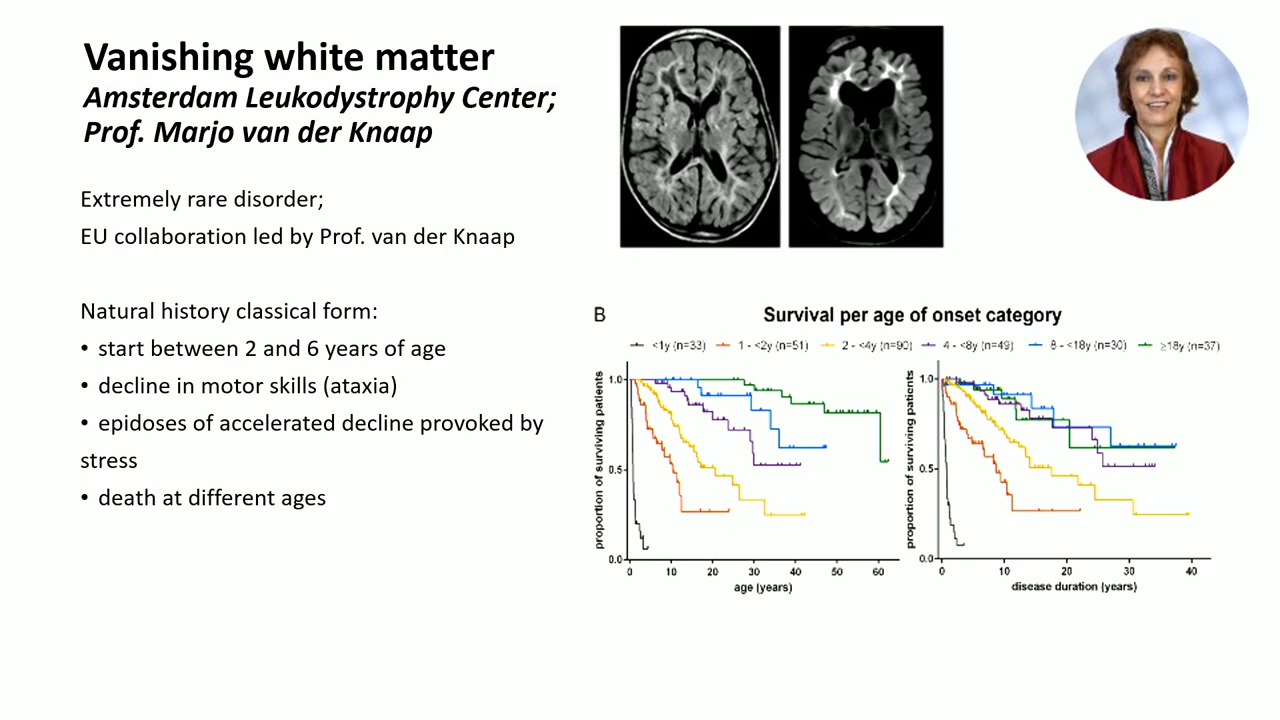 Vanishing white matter
Amsterdam Leukodystrophy Center;
Prof. Marjo van der Knaap
Extremely rare disorder;
EU collaboration led by Prof. van der Knaap
Natural history classical form:
• start between 2 and 6 years of age
• decline in motor skills (ataxia)
• epidoses of accelerated decline provoked by
stress
• death at different ages
B
Survival per age of onset category
<1y (n=33) 1 - <2y (n=51) 2 - <4y (n=90) 4 - <8y (n=49) 8 - <18y (n=30) ≥18y (n=37)
proportion of surviving patients
1.0
0.5
0.0
0 10 20 30 40 50 60
age (years)
proportion of surviving patients
1.0
0.5
0.0
0 10 20 30 40
disease duration (years)